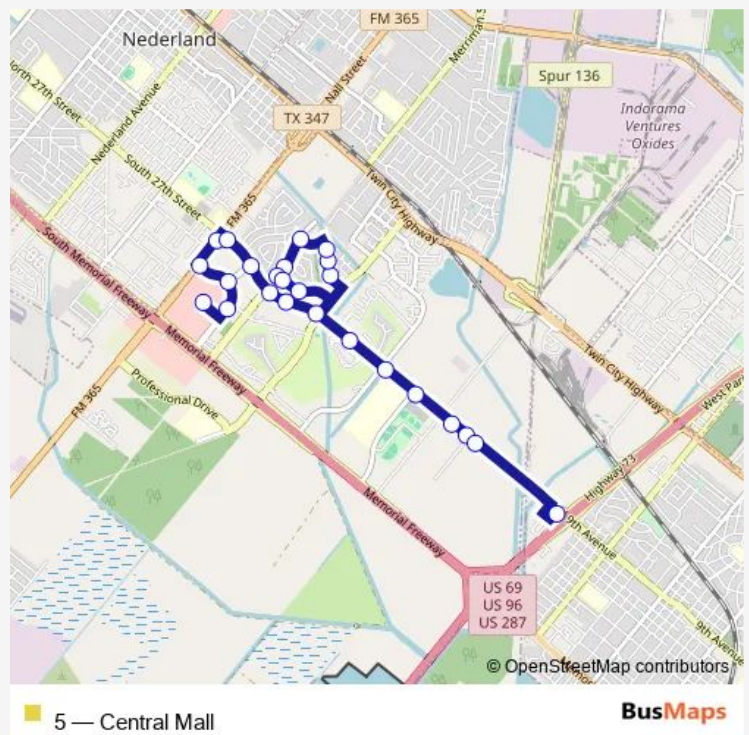 FM 365
Nederland
Merriman S
Spur 136
Nall Street
Indorama
Ventures
Oxides
orth 27th Street
Nederland Avenue
TX 347
South 27th Street
FM 365
Twin City Highway
South Memorial Freeway
Memorial Freeway
Twin City Highway
West Par
Professional Drive
FM 365
Highway 73
Memorial Freeway
9th Avenue
US 69
US 96
US 287
9th Avenue
© OpenStreetMap contributors
5 — Central Mall
BusMaps